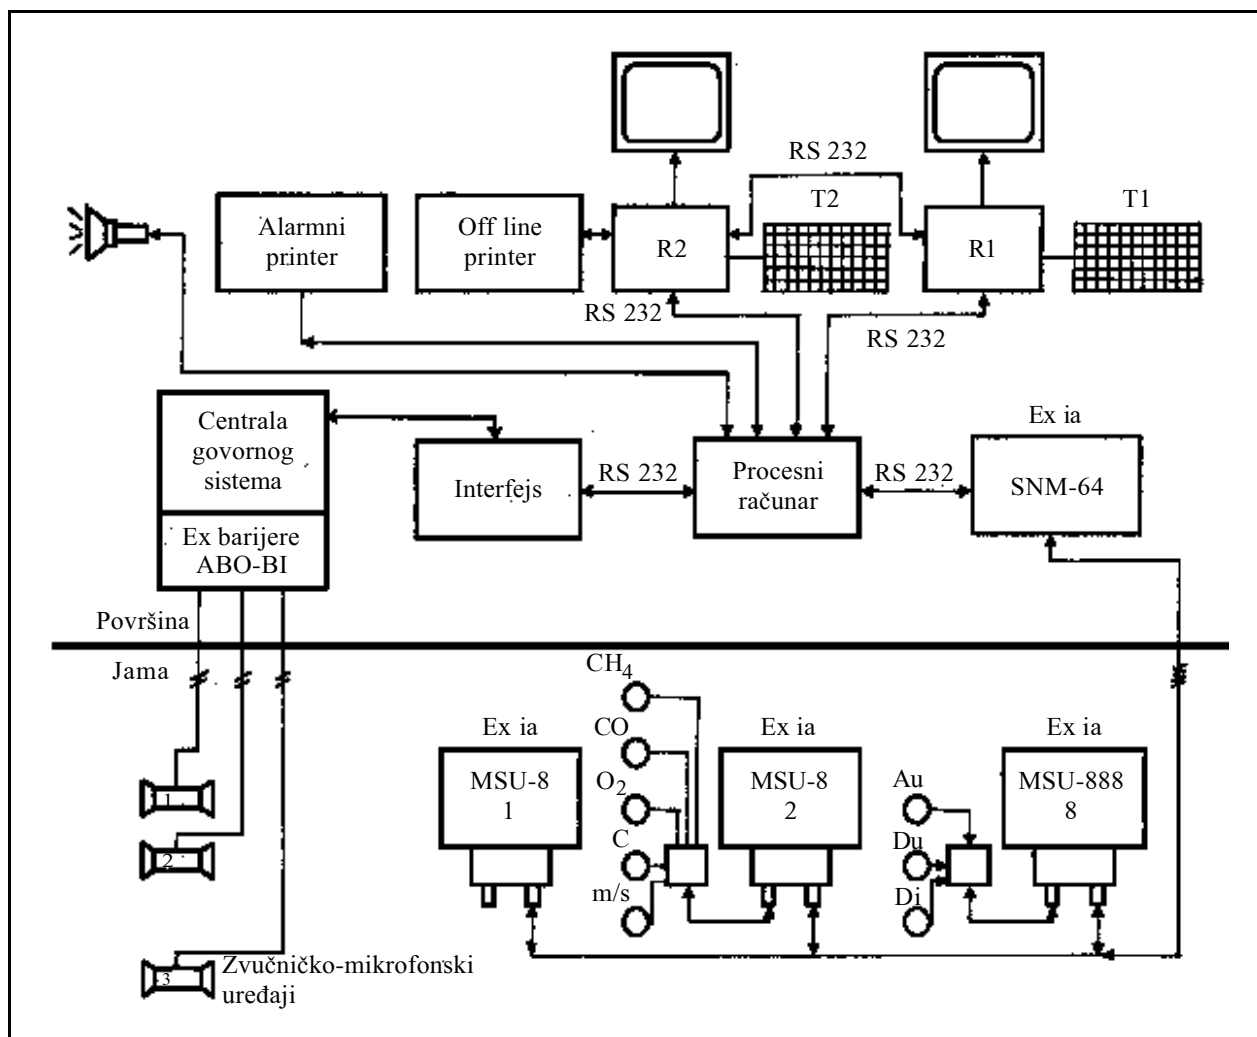 RS 232
T2
T1
Alarmni
printer
Off line
printer
R2
R1
RS 232
RS 232
Centrala
govornog
sistema
Ex barijere
ABO-BI
Interfejs
RS 232
Procesni
računar
RS 232
Ex ia
SNM-64
Površina
Jama
CH4
CO
O2
C
m/s
Ex ia
MSU-8
1
Ex ia
MSU-8
2
Au
Du
Di
Ex ia
MSU-888
8
1
2
3
Zvučničko-mikrofonski
uređaji